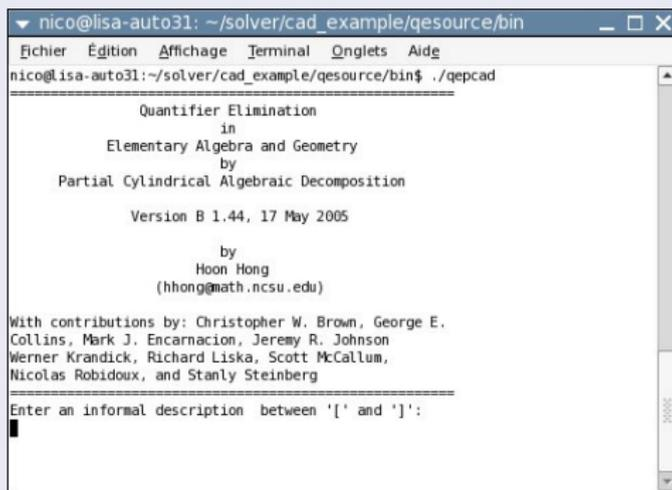 nico@lisa-auto31: ~/solver/cad_example/qesource/bin
Fichier Édition Affichage Terminal Onglets Aide
nico@lisa-auto31:~/solver/cad_example/qesource/bin$ ./qepcad
=======================================================
Quantifier Elimination
in
Elementary Algebra and Geometry
by
Partial Cylindrical Algebraic Decomposition
Version B 1.44, 17 May 2005
by
Hoon Hong
(hhong@math.ncsu.edu)
With contributions by: Christopher W. Brown, George E.
Collins, Mark J. Encarnacion, Jeremy R. Johnson
Werner Krandick, Richard Liska, Scott McCallum,
Nicolas Robidoux, and Stanly Steinberg
=======================================================
Enter an informal description  between '[' and ']':